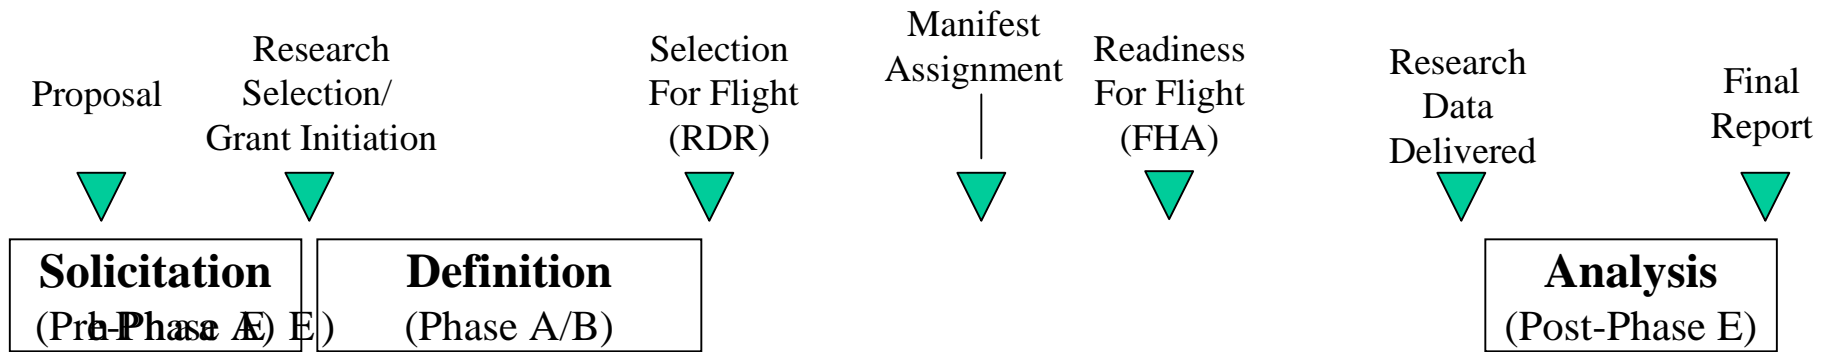 Proposal
Research
Selection/
Grant Initiation
Selection
For Flight
(RDR)
Manifest
Assignment
Readiness
For Flight
(FHA)
Research
Data
Delivered
Final
Report
Solicitation
Definition
(Phase A/B)
Analysis
(Post-Phase E)